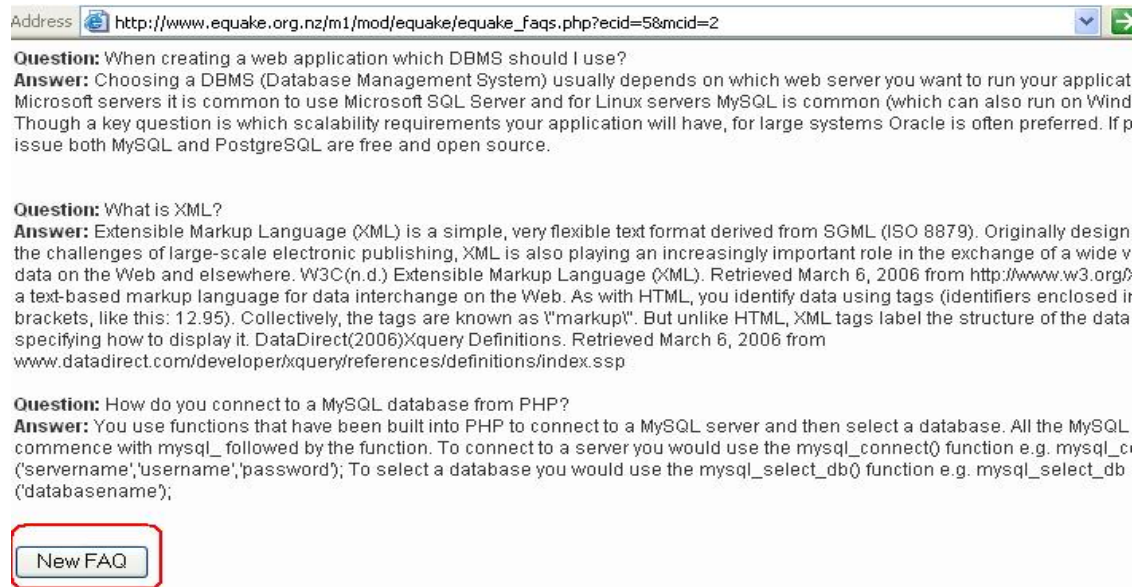 Address http://www.equake.org.nz/m1/mod/equake/equake_faqs.php?ecid=5&mcid=2
Question: When creating a web application which DBMS should I use?
Answer: Choosing a DBMS (Database Management System) usually depends on which web server you want to run your applicat
Microsoft servers it is common to use Microsoft SQL Server and for Linux servers MySQL is common (which can also run on Wind
Though a key question is which scalability requirements your application will have, for large systems Oracle is often preferred. If p
issue both MySQL and PostgreSQL are free and open source.
Question: What is XML?
Answer: Extensible Markup Language (XML) is a simple, very flexible text format derived from SGML (ISO 8879). Originally design
the challenges of large-scale electronic publishing, XML is also playing an increasingly important role in the exchange of a wide v
data on the Web and elsewhere. W3C(n.d.) Extensible Markup Language (XML). Retrieved March 6, 2006 from http://www.w3.org/
a text-based markup language for data interchange on the Web. As with HTML, you identify data using tags (identifiers enclosed i
brackets, like this: 12.95). Collectively, the tags are known as \"markup\". But unlike HTML, XML tags label the structure of the data
specifying how to display it. DataDirect(2006)Xquery Definitions. Retrieved March 6, 2006 from
www.datadirect.com/developer/xquery/references/definitions/index.ssp
Question: How do you connect to a MySQL database from PHP?
Answer: You use functions that have been built into PHP to connect to a MySQL server and then select a database. All the MySQL
commence with mysql_ followed by the function. To connect to a server you would use the mysql_connect() function e.g. mysql_c
('servername','username','password'); To select a database you would use the mysql_select_db() function e.g. mysql_select_db
('databasename');
New FAQ